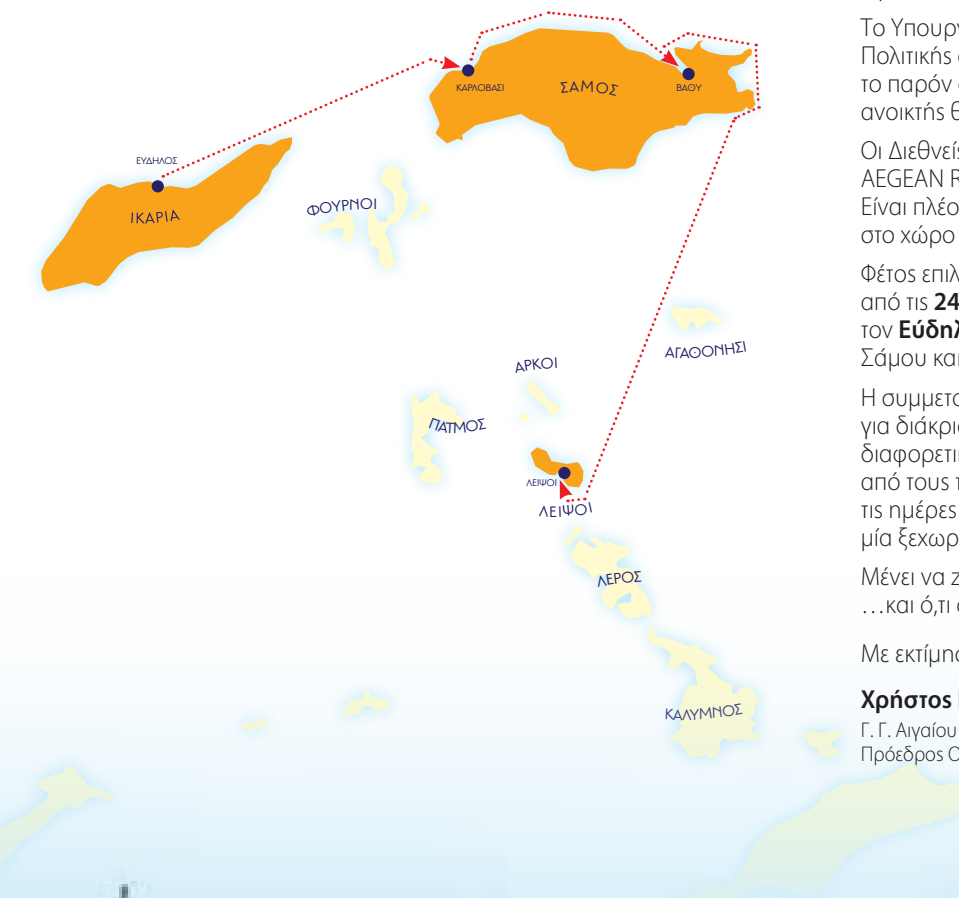 ΚΑΡΛΟΒΑΣΙ
ΣΑΜΟΣ
ΒΑΘΥ
ΕΥΔΗΛΟΣ
ΙΚΑΡΙΑ
ΦΟΥΡΝΟΙ
ΑΓΑΘΟΝΗΣΙ
ΑΡΚΟΙ
ΠΑΤΜΟΣ
ΛΕΙΨΟΙ
ΛΕΙΨΟΙ
ΛΕΡΟΣ
ΚΑΛΥΜΝΟΣ
Το Υπουργ
Πολιτικής
το παρόν
ανοικτής θ
Οι Διεθνείς
AEGEAN R
Είναι πλέο
στο χώρο
Φέτος επιλ
από τις 24
τον Εύδηλ
Σάμου και
Η συμμετο
για διάκρισ
διαφορετι
από τους τ
τις ημέρες
μία ξεχωρ
Μένει να ζ
…και ό,τι
Με εκτίμησ
Χρήστος
Γ. Γ. Αιγαίου
Πρόεδρος Ο